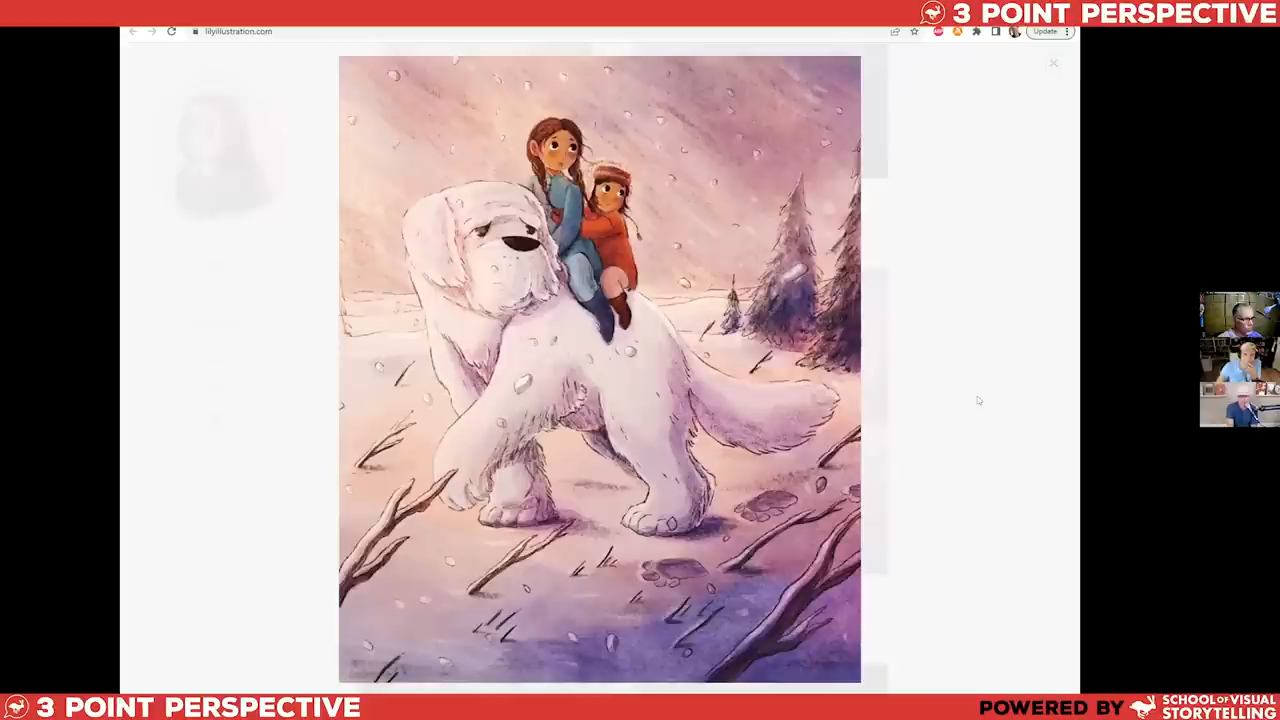 3 POINT PERSPECTIVE
lilyillustration.com
Update
3 POINT PERSPECTIVE
POWERED BY
SCHOOL OF VISUAL
STORYTELLING